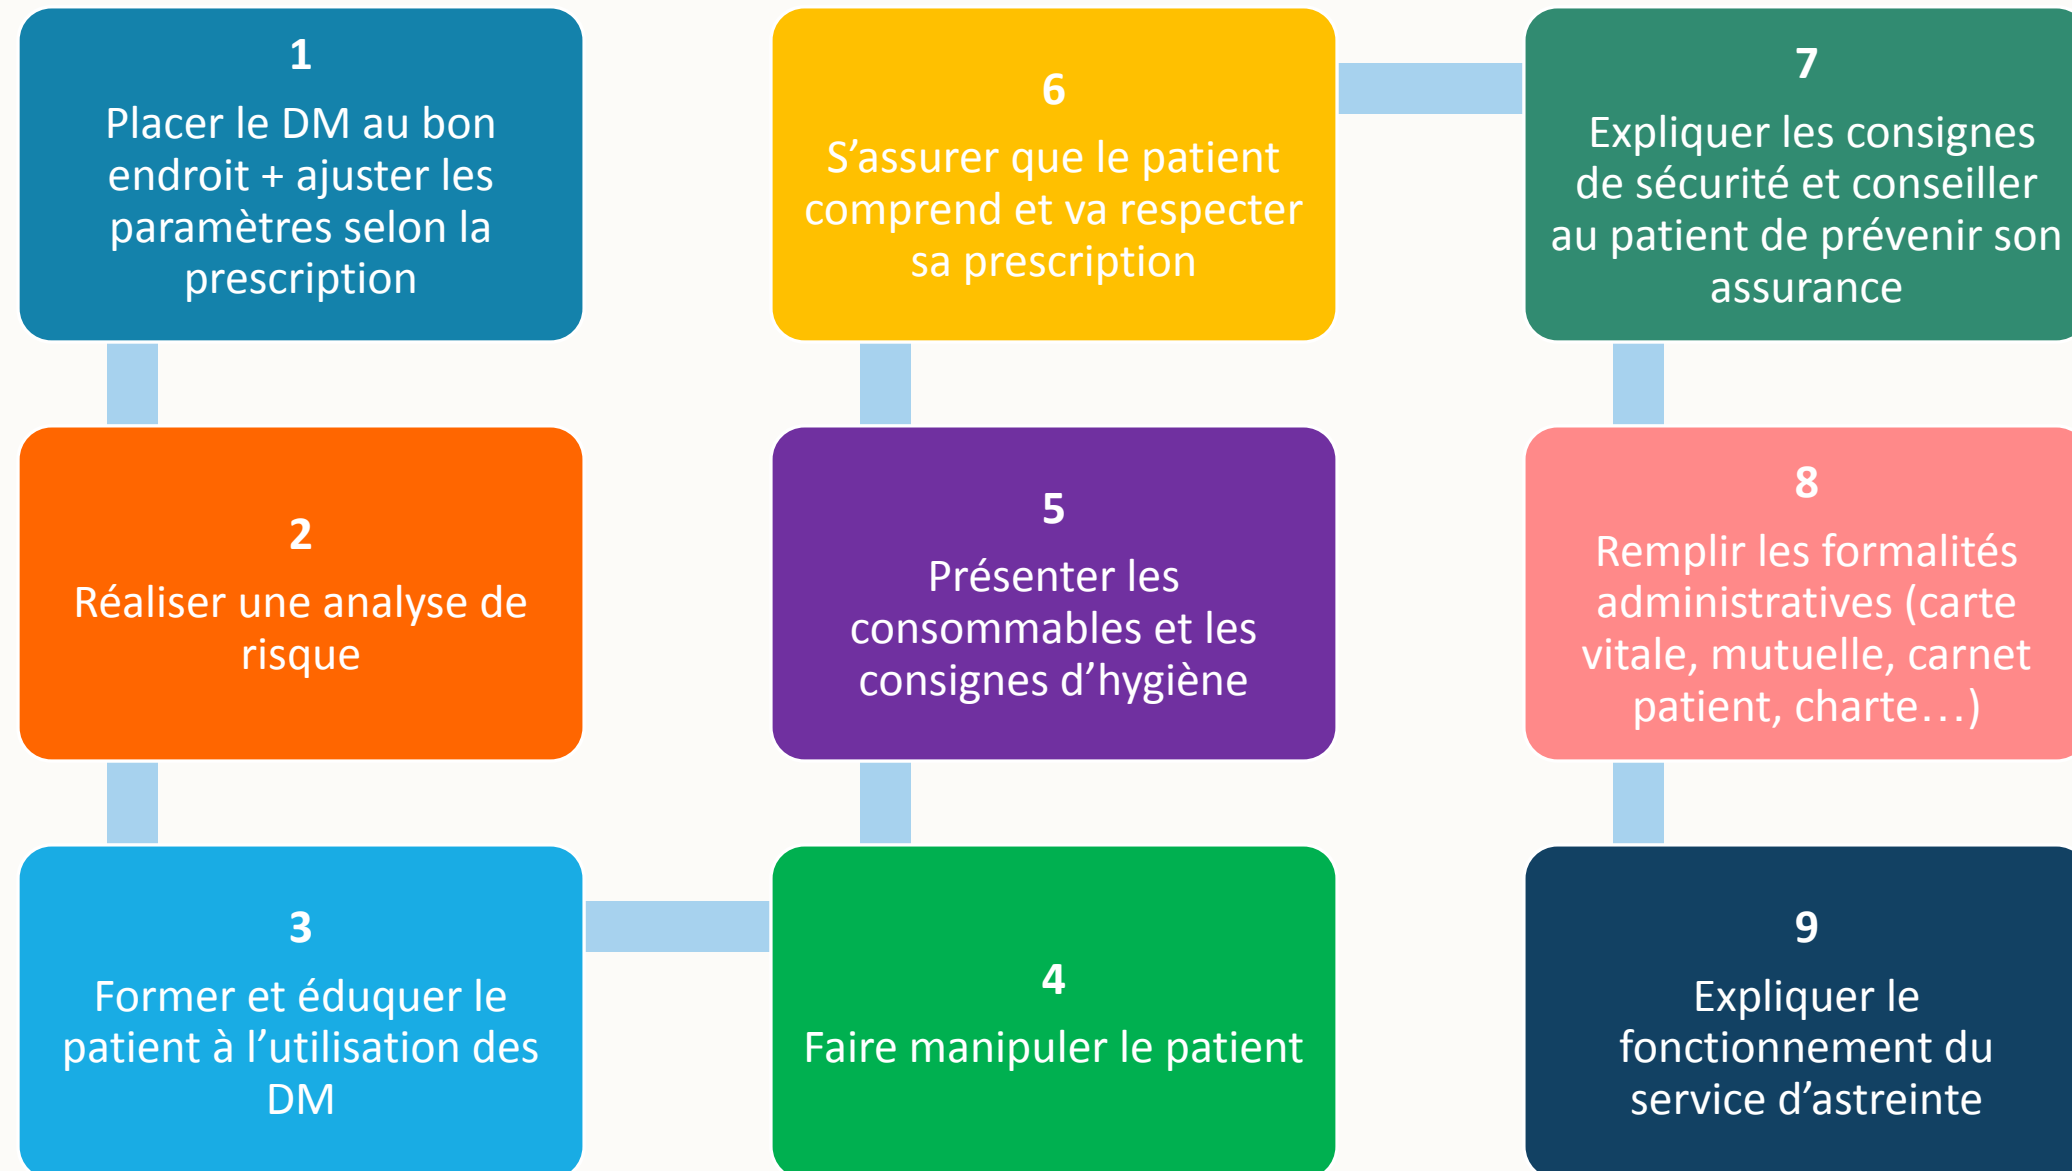 1
Placer le DM au bon
endroit + ajuster les
paramètres selon la
prescription
2
Réaliser une analyse de
risque
3
Former et éduquer le
patient à l’utilisation des
DM
4
Faire manipuler le patient
5
Présenter les
consommables et les
consignes d’hygiène
6
S’assurer que le patient
comprend et va respecter
sa prescription
7
Expliquer les consignes
de sécurité et conseiller
au patient de prévenir son
assurance
8
Remplir les formalités
administratives (carte
vitale, mutuelle, carnet
patient, charte…)
9
Expliquer le
fonctionnement du
service d’astreinte